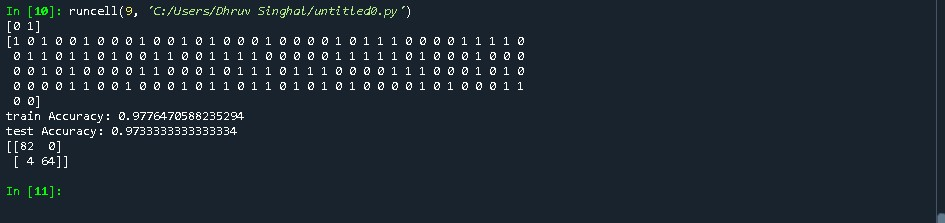 In [10]: runcell(9, 'C:/Users/Dhruv Singhal/untitled0.py')
[0 1]
[1 0 1 0 0 1 0 0 0 1 0 0 1 0 1 0 0 0 1 0 0 0 0 1 0 1 1 1 0 0 0 0 1 1 1 1 0
 0 1 1 0 1 1 0 1 0 0 1 1 0 0 1 1 1 1 0 0 0 0 0 1 1 1 1 1 0 1 0 0 0 1 0 0 0
 0 0 1 0 1 0 0 0 0 1 1 0 0 0 1 0 1 1 1 0 1 1 1 0 0 0 0 1 1 1 0 0 0 1 0 1 0
 0 0 0 0 1 1 0 0 1 0 0 0 1 0 1 1 0 1 1 0 1 0 1 0 1 0 0 0 0 1 0 1 0 0 0 1 1
 0 0]
train Accuracy: 0.9776470588235294
test Accuracy: 0.9733333333333334
[[82  0]
 [ 4 64]]
In [11]: